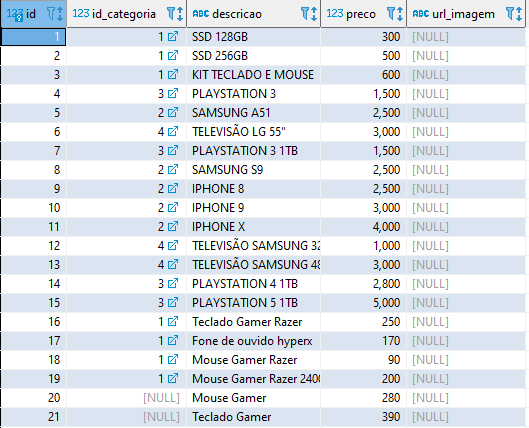 123 id 123 id_categoria ABC descricao 123 preco ABC url_imagem
1 1 SSD 128GB 300 [NULL]
2 1 SSD 256GB 500 [NULL]
3 1 KIT TECLADO E MOUSE 600 [NULL]
4 3 PLAYSTATION 3 1,500 [NULL]
5 2 SAMSUNG A51 2,500 [NULL]
6 4 TELEVISÃO LG 55" 3,000 [NULL]
7 3 PLAYSTATION 3 1TB 1,500 [NULL]
8 2 SAMSUNG S9 2,500 [NULL]
9 2 IPHONE 8 2,500 [NULL]
10 2 IPHONE 9 3,000 [NULL]
11 2 IPHONE X 4,000 [NULL]
12 4 TELEVISÃO SAMSUNG 32 1,000 [NULL]
13 4 TELEVISÃO SAMSUNG 48 3,000 [NULL]
14 3 PLAYSTATION 4 1TB 2,800 [NULL]
15 3 PLAYSTATION 5 1TB 5,000 [NULL]
16 1 Teclado Gamer Razer 250 [NULL]
17 1 Fone de ouvido hyperx 170 [NULL]
18 1 Mouse Gamer Razer 90 [NULL]
19 1 Mouse Gamer Razer 2400 200 [NULL]
20 [NULL] Mouse Gamer 280 [NULL]
21 [NULL] Teclado Gamer 390 [NULL]